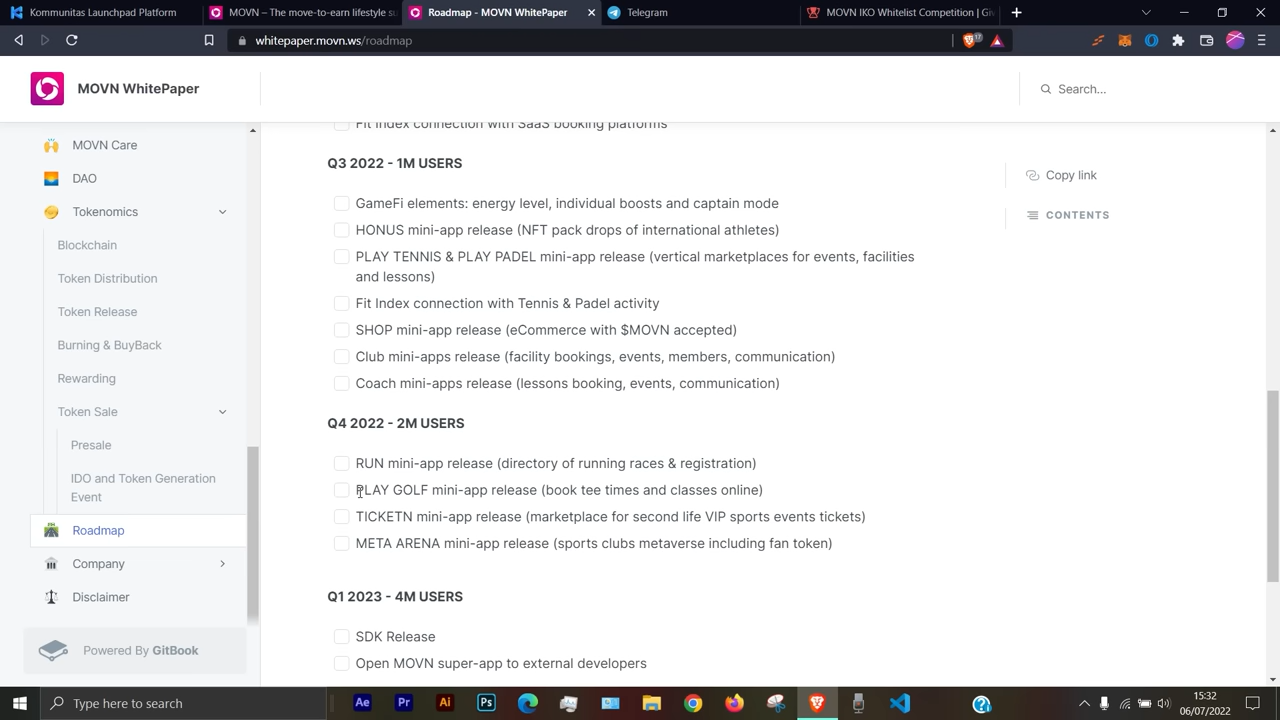 Kommunitas Launchpad Platform
MOVN – The move-to-earn lifestyle su
Roadmap - MOVN WhitePaper
Telegram
MOVN IKO Whitelist Competition | Giv
whitepaper.movn.ws/roadmap
17
MOVN WhitePaper
Search...
MOVN Care
DAO
Tokenomics
Blockchain
Token Distribution
Token Release
Burning & BuyBack
Rewarding
Token Sale
Presale
IDO and Token Generation
Event
Roadmap
Company
Disclaimer
Powered By GitBook
Fit Index connection with SaaS booking platforms
Q3 2022 - 1M USERS
GameFi elements: energy level, individual boosts and captain mode
HONUS mini-app release (NFT pack drops of international athletes)
PLAY TENNIS & PLAY PADEL mini-app release (vertical marketplaces for events, facilities
and lessons)
Fit Index connection with Tennis & Padel activity
SHOP mini-app release (eCommerce with $MOVN accepted)
Club mini-apps release (facility bookings, events, members, communication)
Coach mini-apps release (lessons booking, events, communication)
Q4 2022 - 2M USERS
RUN mini-app release (directory of running races & registration)
PLAY GOLF mini-app release (book tee times and classes online)
TICKETN mini-app release (marketplace for second life VIP sports events tickets)
META ARENA mini-app release (sports clubs metaverse including fan token)
Q1 2023 - 4M USERS
SDK Release
Open MOVN super-app to external developers
Copy link
CONTENTS
Type here to search
Ae
Pr
Ai
Ps
15:32
06/07/2022